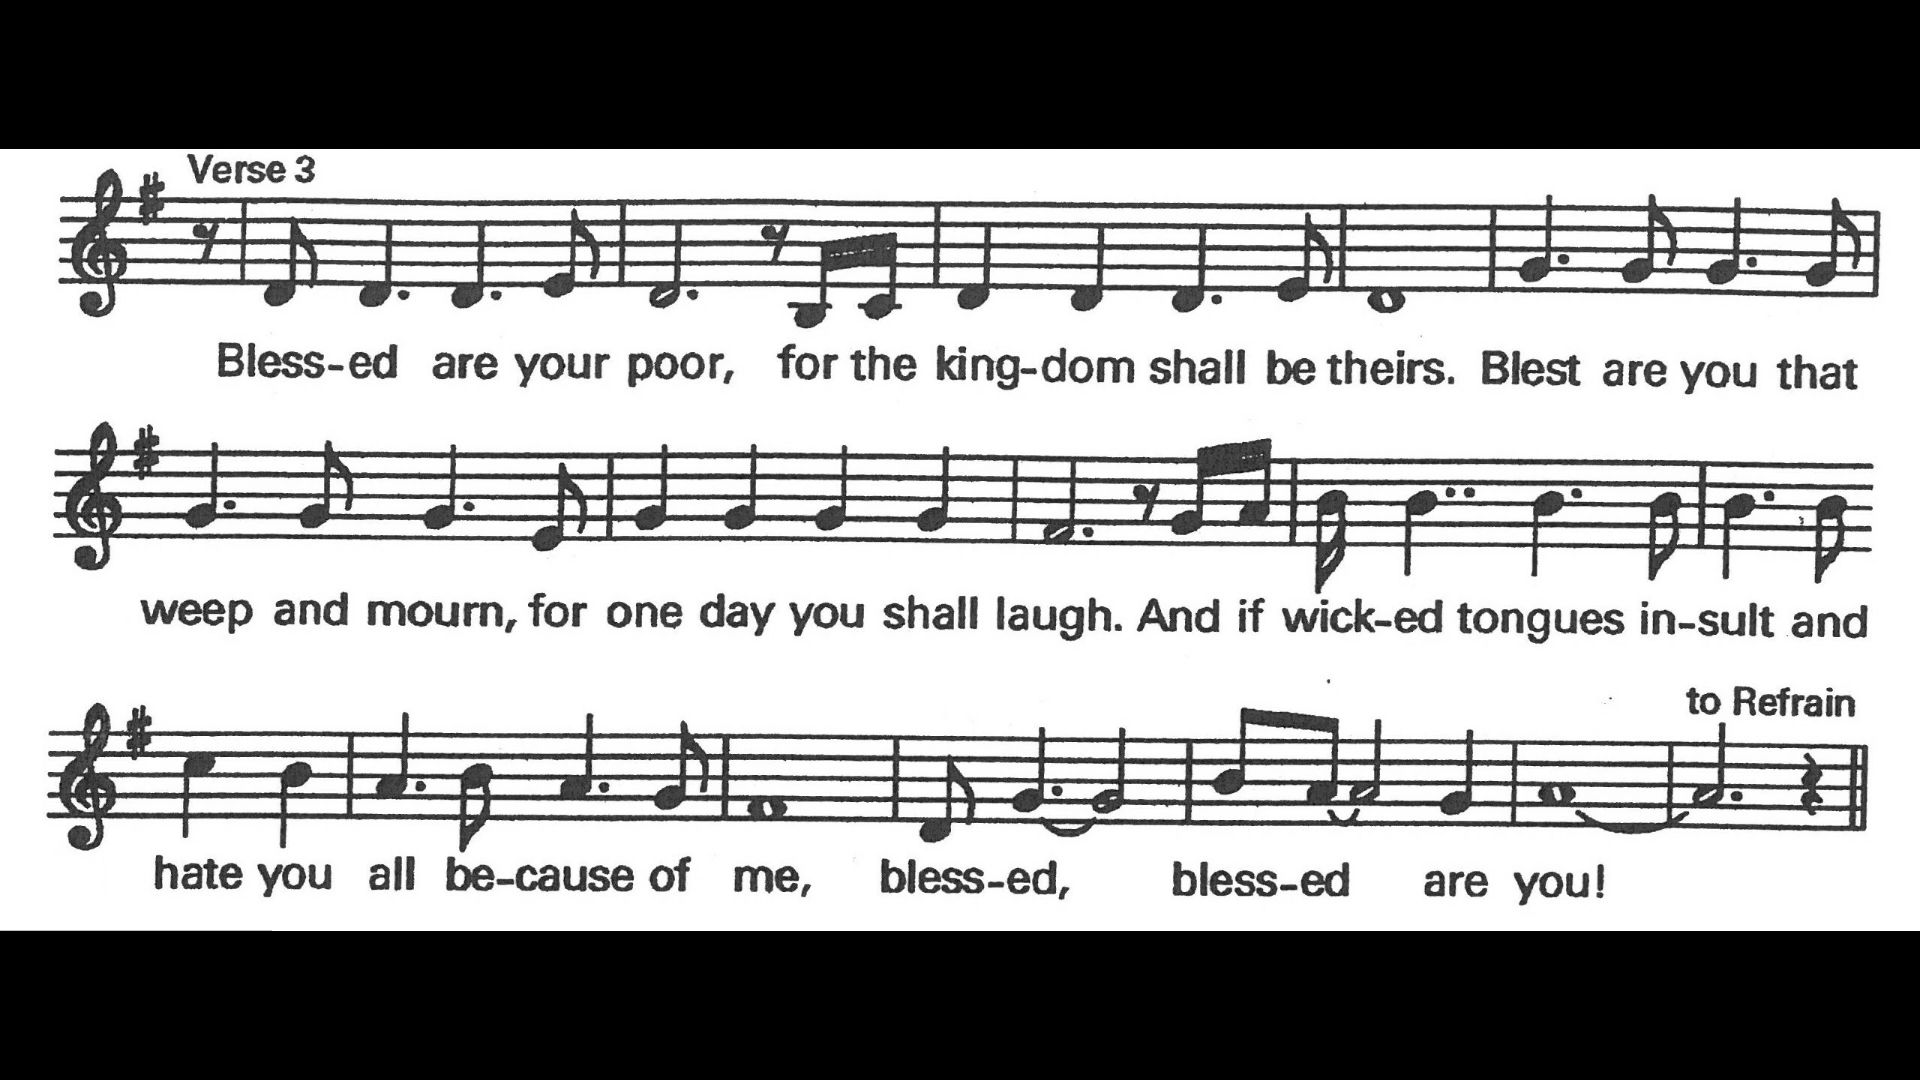 Verse 3
Bless-ed are your poor, for the king-dom shall be theirs. Blest are you that
weep and mourn, for one day you shall laugh. And if wick-ed tongues in-sult and
to Refrain
hate you all be-cause of me, bless-ed, bless-ed are you!